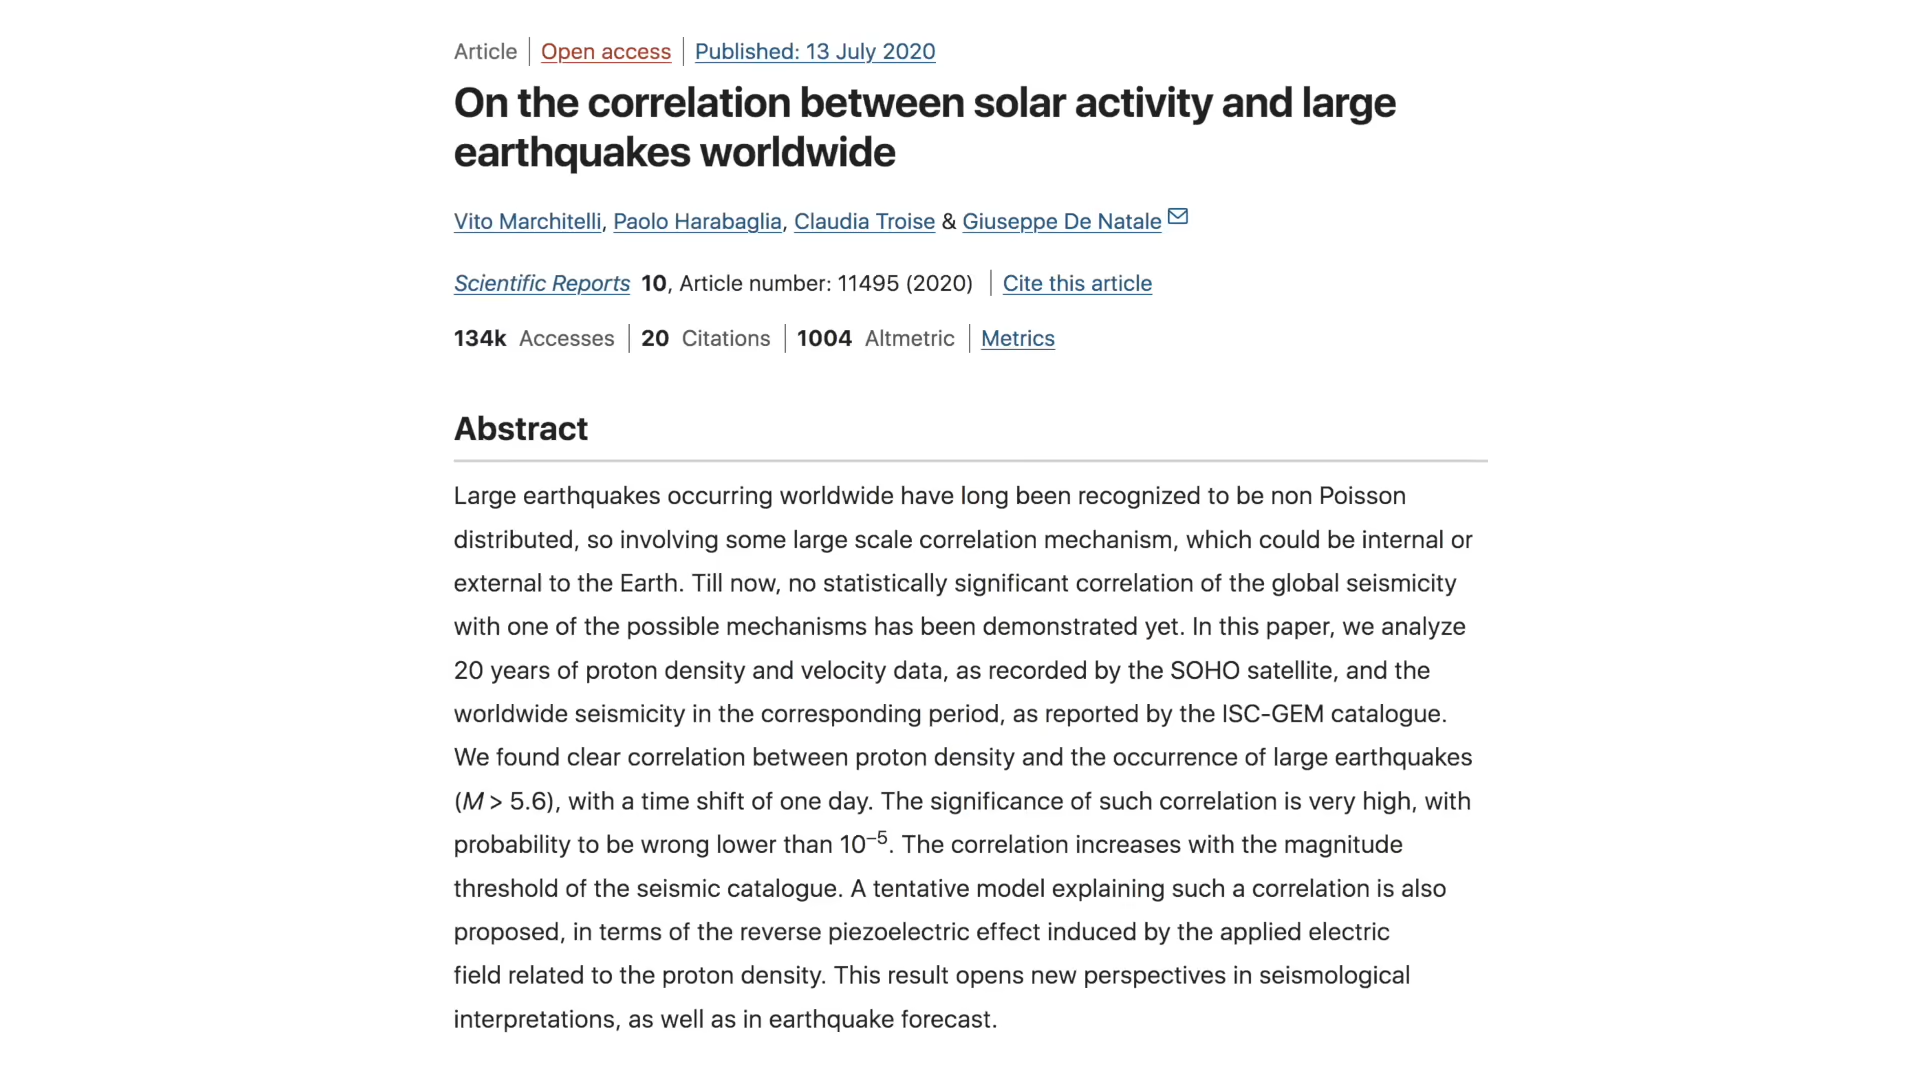 Article | Open access | Published: 13 July 2020
On the correlation between solar activity and large
earthquakes worldwide
Vito Marchitelli, Paolo Harabaglia, Claudia Troise & Giuseppe De Natale
Scientific Reports 10, Article number: 11495 (2020) | Cite this article
134k Accesses | 20 Citations | 1004 Altmetric | Metrics
Abstract
Large earthquakes occurring worldwide have long been recognized to be non Poisson
distributed, so involving some large scale correlation mechanism, which could be internal or
external to the Earth. Till now, no statistically significant correlation of the global seismicity
with one of the possible mechanisms has been demonstrated yet. In this paper, we analyze
20 years of proton density and velocity data, as recorded by the SOHO satellite, and the
worldwide seismicity in the corresponding period, as reported by the ISC-GEM catalogue.
We found clear correlation between proton density and the occurrence of large earthquakes
(M > 5.6), with a time shift of one day. The significance of such correlation is very high, with
probability to be wrong lower than 10⁻⁵. The correlation increases with the magnitude
threshold of the seismic catalogue. A tentative model explaining such a correlation is also
proposed, in terms of the reverse piezoelectric effect induced by the applied electric
field related to the proton density. This result opens new perspectives in seismological
interpretations, as well as in earthquake forecast.